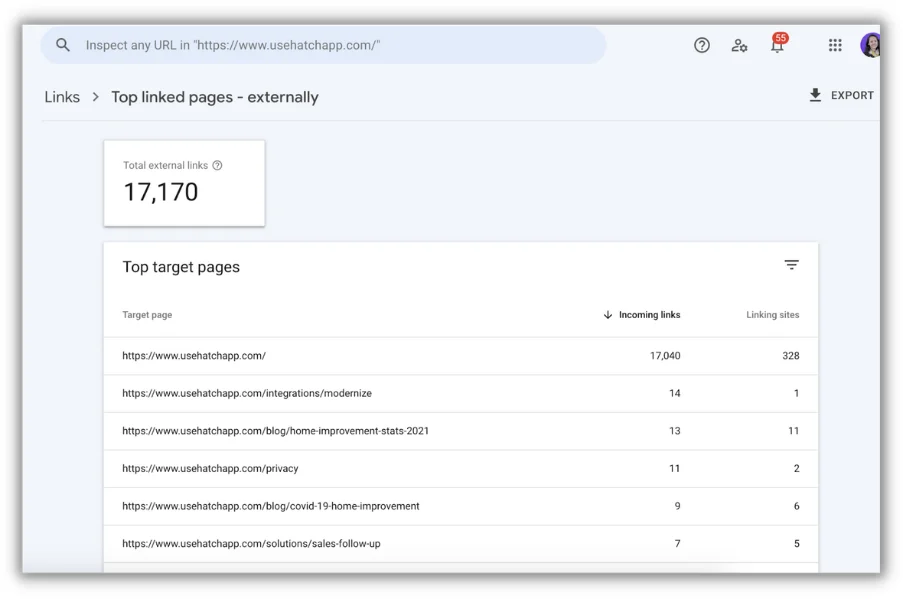 Inspect any URL in "https://www.usehatchapp.com/"
55
Links > Top linked pages - externally
EXPORT
Total external links
17,170
Top target pages
Target page Incoming links Linking sites
https://www.usehatchapp.com/ 17,040 328
https://www.usehatchapp.com/integrations/modernize 14 1
https://www.usehatchapp.com/blog/home-improvement-stats-2021 13 11
https://www.usehatchapp.com/privacy 11 2
https://www.usehatchapp.com/blog/covid-19-home-improvement 9 6
https://www.usehatchapp.com/solutions/sales-follow-up 7 5